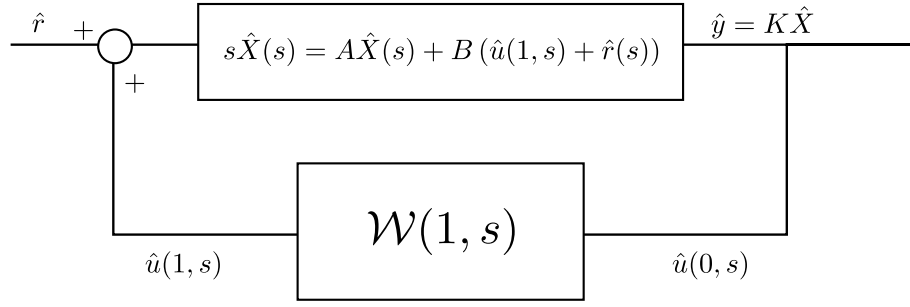 r̂
+
sX̂(s) = AX̂(s) + B (û(1, s) + r̂(s))
ŷ = KX̂
+
𝒲(1, s)
û(1, s)
û(0, s)